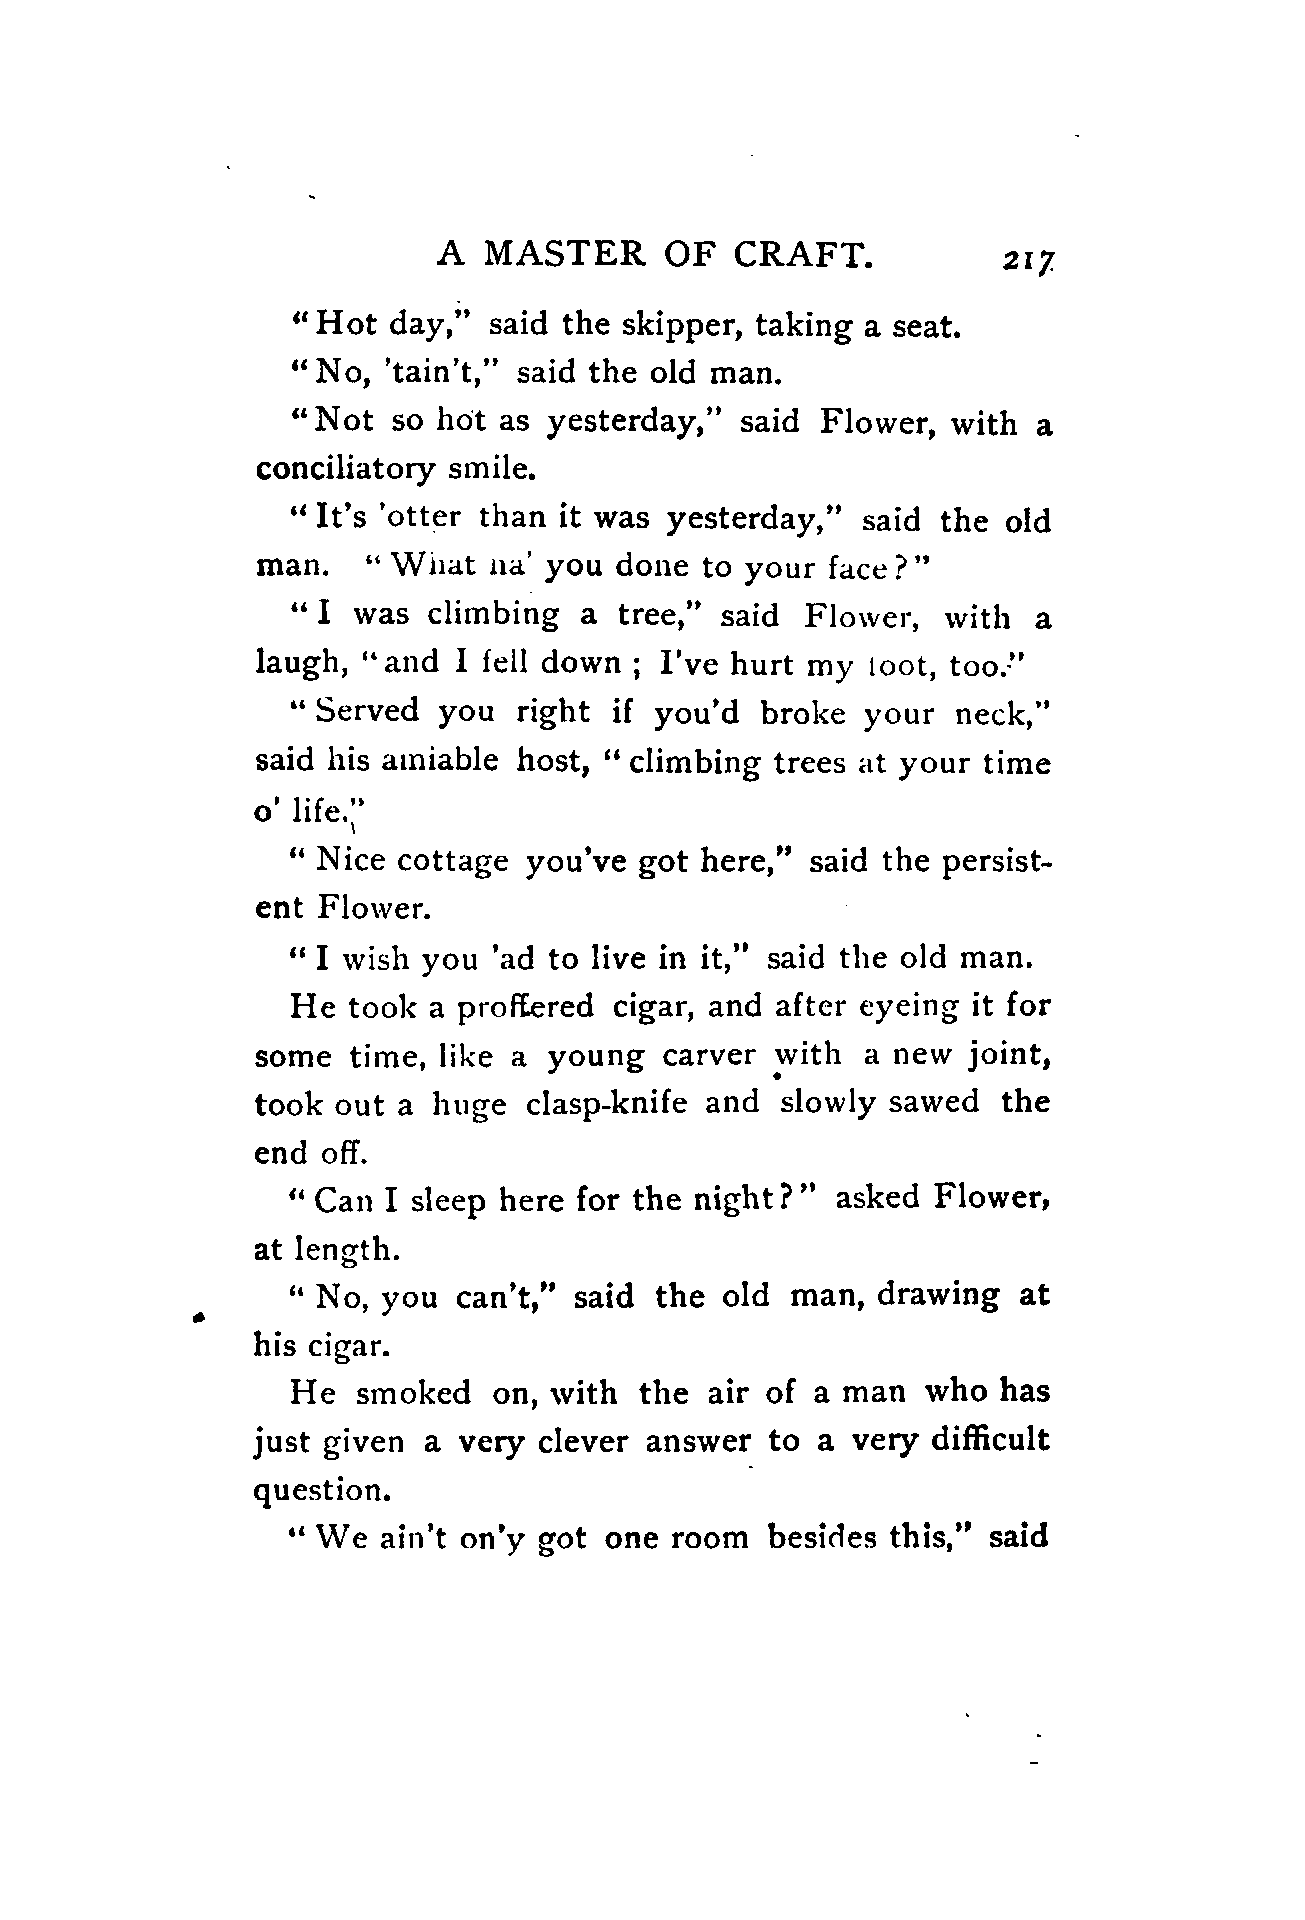 A MASTER OF CRAFT. 217
"Hot day," said the skipper, taking a seat.
"No, 'tain't," said the old man.
"Not so hot as yesterday," said Flower, with a
conciliatory smile.
"It's 'otter than it was yesterday," said the old
man. "What ha' you done to your face?"
"I was climbing a tree," said Flower, with a
laugh, "and I fell down; I've hurt my foot, too."
"Served you right if you'd broke your neck,"
said his amiable host, "climbing trees at your time
o' life."
"Nice cottage you've got here," said the persist-
ent Flower.
"I wish you 'ad to live in it," said the old man.
He took a proffered cigar, and after eyeing it for
some time, like a young carver with a new joint,
took out a huge clasp-knife and slowly sawed the
end off.
"Can I sleep here for the night?" asked Flower,
at length.
"No, you can't," said the old man, drawing at
his cigar.
He smoked on, with the air of a man who has
just given a very clever answer to a very difficult
question.
"We ain't on'y got one room besides this," said